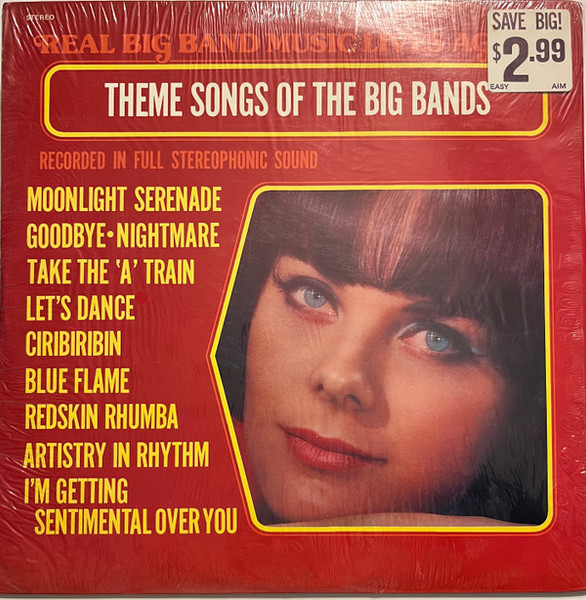 STEREO
REAL BIG BAND MUSIC LIVES
SAVE BIG!
$2.99
EASY AIM
THEME SONGS OF THE BIG BANDS
RECORDED IN FULL STEREOPHONIC SOUND
MOONLIGHT SERENADE
GOODBYE • NIGHTMARE
TAKE THE 'A' TRAIN
LET'S DANCE
CIRIBIRIBIN
BLUE FLAME
REDSKIN RHUMBA
ARTISTRY IN RHYTHM
I'M GETTING
SENTIMENTAL OVER YOU